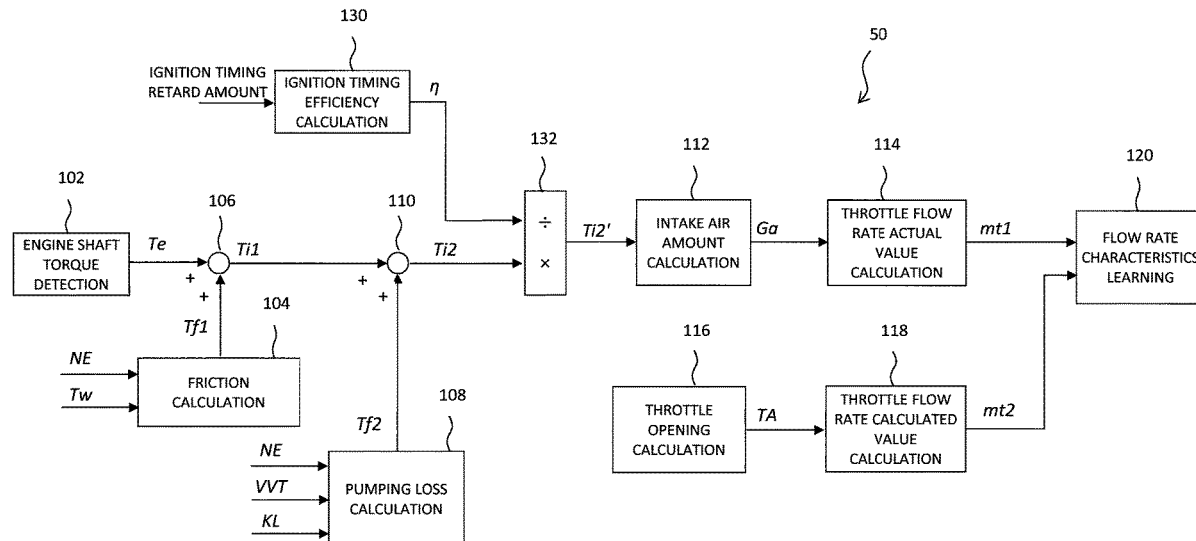 130
50
IGNITION TIMING
RETARD AMOUNT
IGNITION TIMING
EFFICIENCY
CALCULATION
η
132
112
114
120
102
106
110
ENGINE SHAFT
TORQUE
DETECTION
Te
+
+
Ti1
+
+
Ti2
÷
×
Ti2'
INTAKE AIR
AMOUNT
CALCULATION
Ga
THROTTLE FLOW
RATE ACTUAL
VALUE
CALCULATION
mt1
FLOW RATE
CHARACTERISTICS
LEARNING
Tf1
104
NE
Tw
FRICTION
CALCULATION
116
118
Tf2
108
THROTTLE
OPENING
CALCULATION
TA
THROTTLE FLOW
RATE CALCULATED
VALUE
CALCULATION
mt2
NE
VVT
KL
PUMPING LOSS
CALCULATION